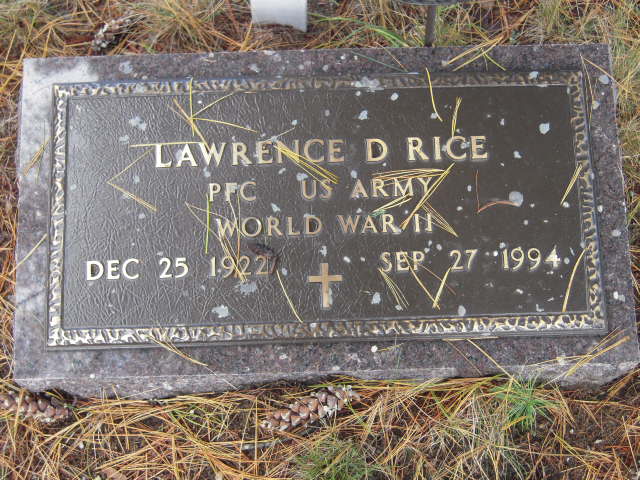 LAWRENCE D RICE
PFC US ARMY
WORLD WAR II
DEC 25 1922 SEP 27 1994